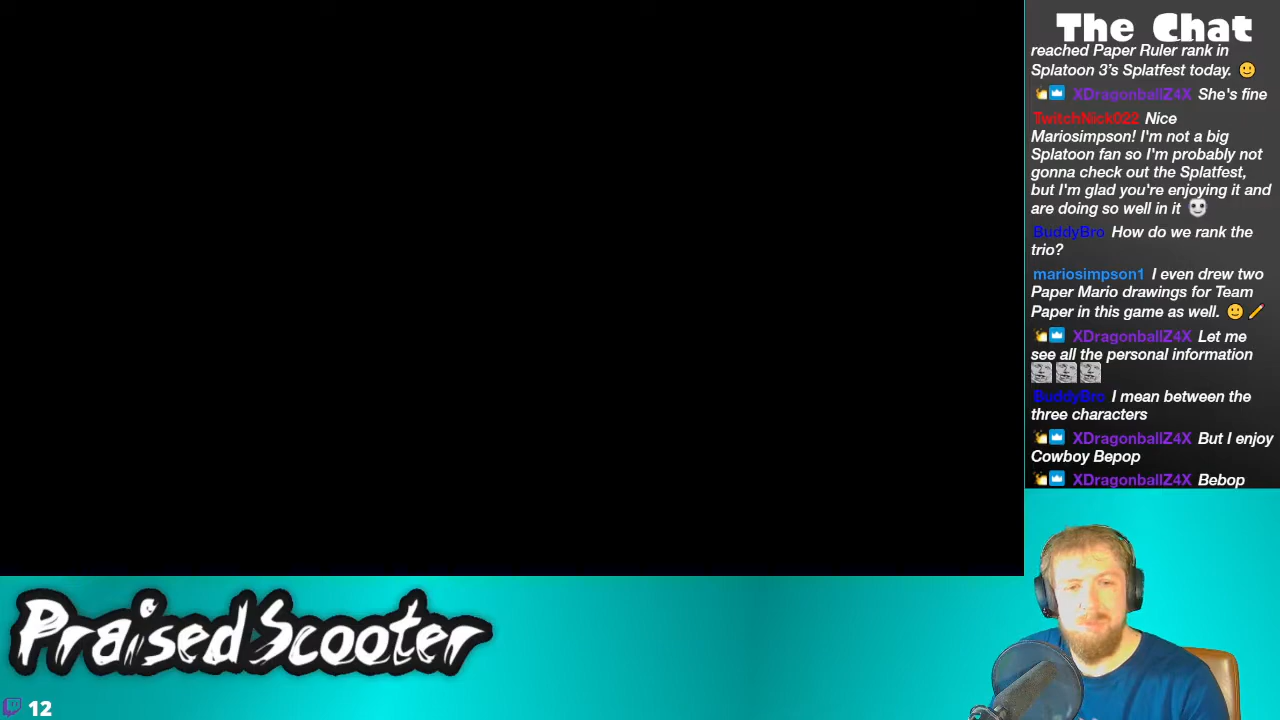 The Chat
reached Paper Ruler rank in
Splatoon 3's Splatfest today.
XDragonballZ4X She's fine
TwitchNick022 Nice
Mariosimpson! I'm not a big
Splatoon fan so I'm probably not
gonna check out the Splatfest,
but I'm glad you're enjoying it and
are doing so well in it
BuddyBro How do we rank the
trio?
mariosimpson1 I even drew two
Paper Mario drawings for Team
Paper in this game as well.
XDragonballZ4X Let me
see all the personal information
BuddyBro I mean between the
three characters
XDragonballZ4X But I enjoy
Cowboy Bepop
XDragonballZ4X Bebop
PraisedScooter
12